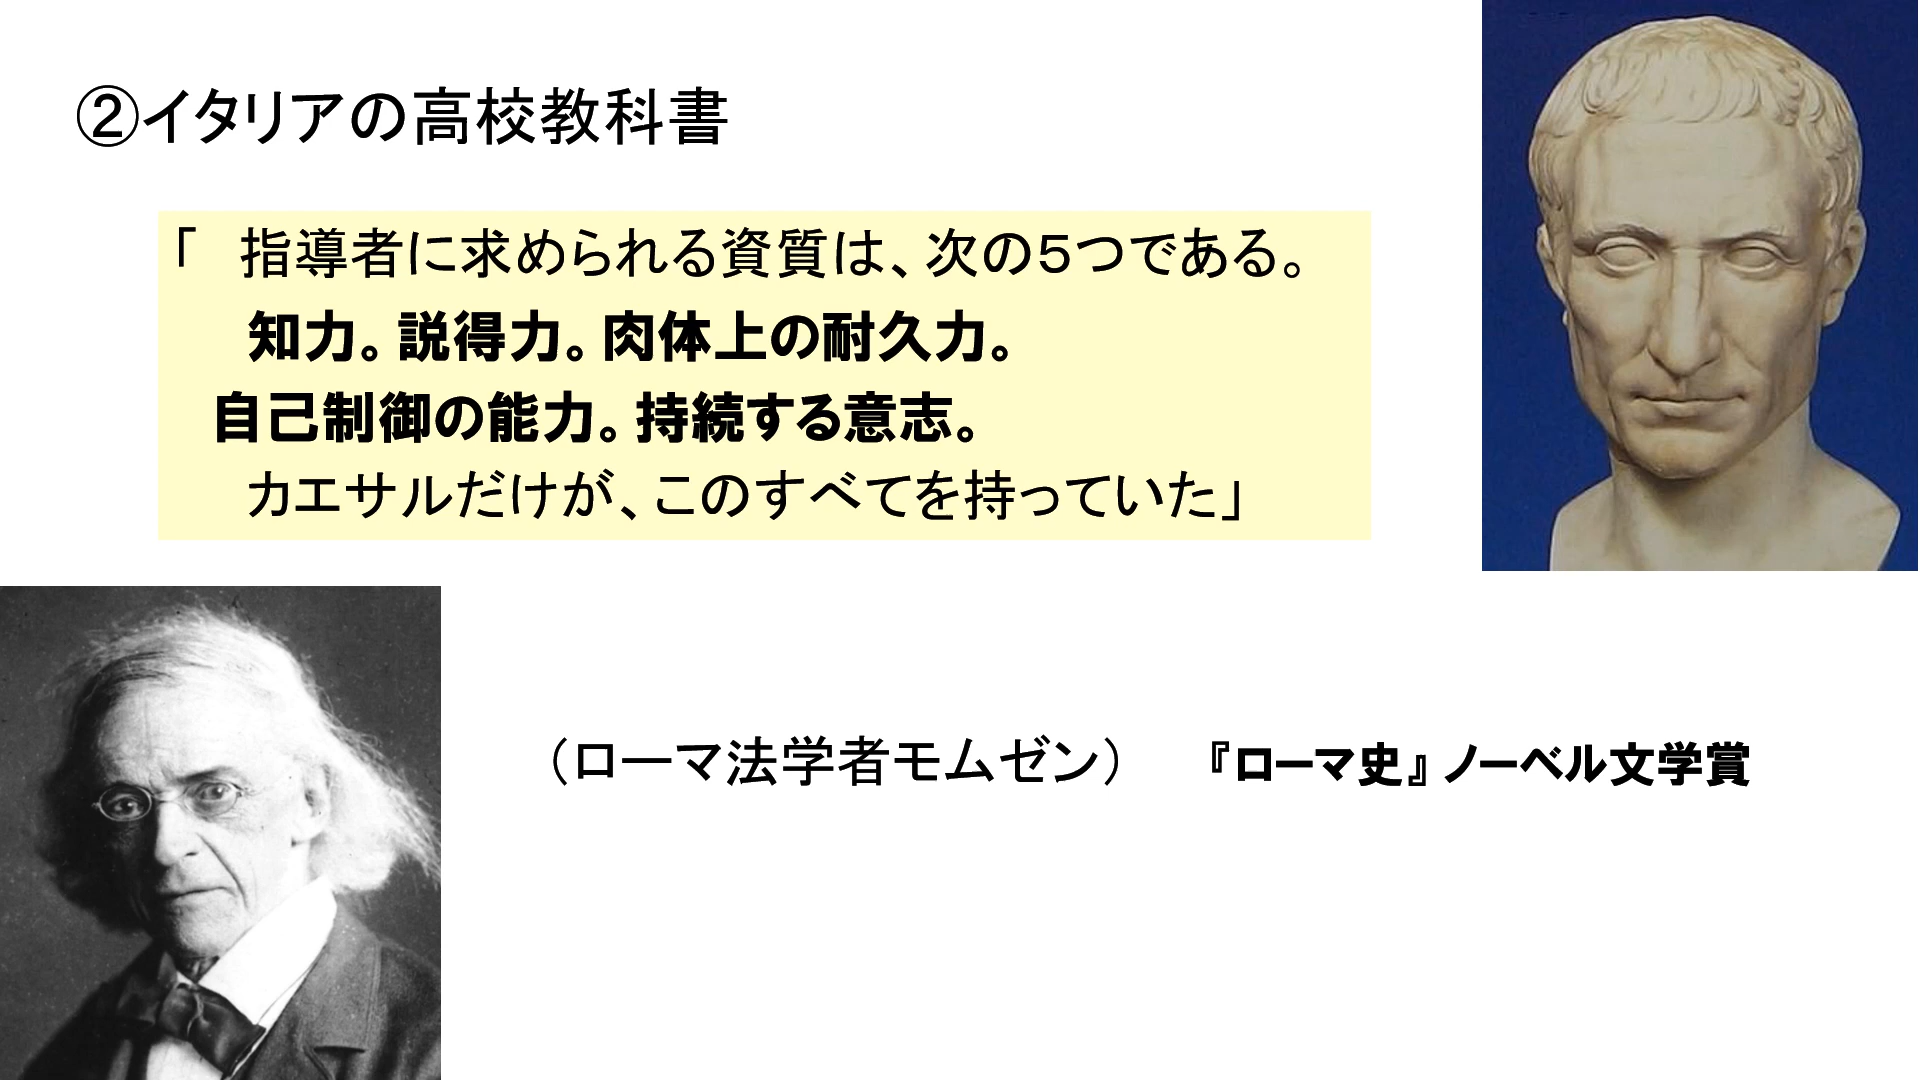 ②イタリアの高校教科書
「　指導者に求められる資質は、次の５つである。
知力。説得力。肉体上の耐久力。
自己制御の能力。持続する意志。
カエサルだけが、このすべてを持っていた」
（ローマ法学者モムゼン）　『ローマ史』ノーベル文学賞